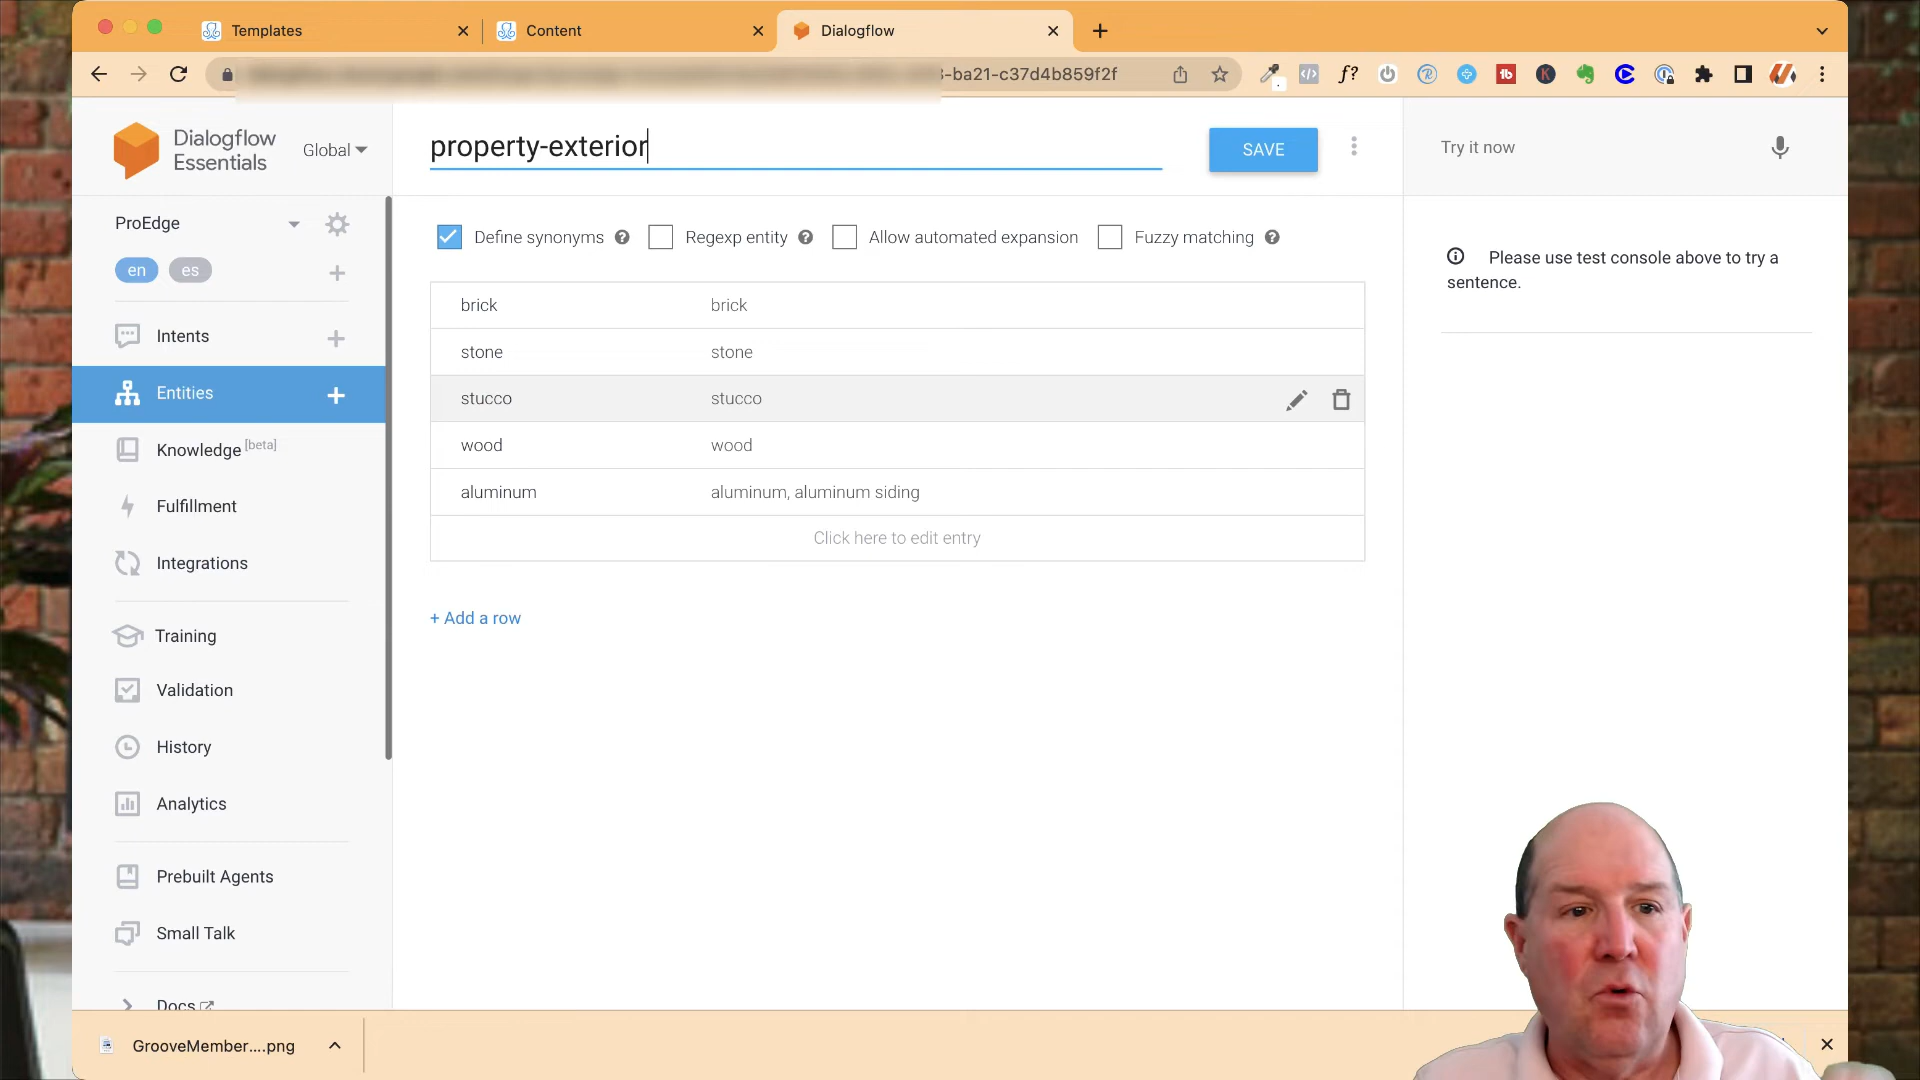 Templates
Content
Dialogflow
-ba21-c37d4b859f2f
Dialogflow
Essentials
Global
property-exterior
SAVE
Try it now
ProEdge
en
es
Define synonyms
Regexp entity
Allow automated expansion
Fuzzy matching
Please use test console above to try a
sentence.
brick brick
stone stone
stucco stucco
wood wood
aluminum aluminum, aluminum siding
Click here to edit entry
+ Add a row
Intents
Entities
Knowledge [beta]
Fulfillment
Integrations
Training
Validation
History
Analytics
Prebuilt Agents
Small Talk
Docs
GrooveMember....png